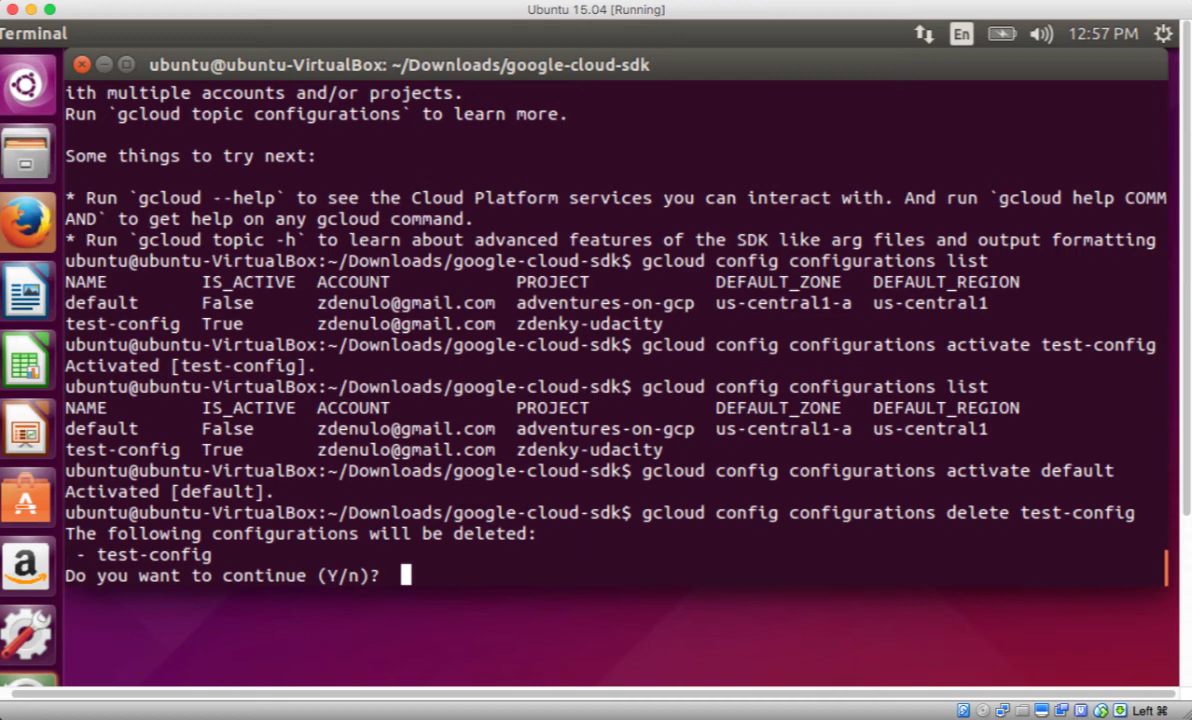 Ubuntu 15.04 [Running]
Terminal
En
12:57 PM
ubuntu@ubuntu-VirtualBox: ~/Downloads/google-cloud-sdk
ith multiple accounts and/or projects.
Run `gcloud topic configurations` to learn more.
Some things to try next:
* Run `gcloud --help` to see the Cloud Platform services you can interact with. And run `gcloud help COMM
AND` to get help on any gcloud command.
* Run `gcloud topic -h` to learn about advanced features of the SDK like arg files and output formatting
ubuntu@ubuntu-VirtualBox:~/Downloads/google-cloud-sdk$ gcloud config configurations list
NAME IS_ACTIVE ACCOUNT PROJECT DEFAULT_ZONE DEFAULT_REGION
default False zdenulo@gmail.com adventures-on-gcp us-central1-a us-central1
test-config True zdenulo@gmail.com zdenky-udacity
ubuntu@ubuntu-VirtualBox:~/Downloads/google-cloud-sdk$ gcloud config configurations activate test-config
Activated [test-config].
ubuntu@ubuntu-VirtualBox:~/Downloads/google-cloud-sdk$ gcloud config configurations list
NAME IS_ACTIVE ACCOUNT PROJECT DEFAULT_ZONE DEFAULT_REGION
default False zdenulo@gmail.com adventures-on-gcp us-central1-a us-central1
test-config True zdenulo@gmail.com zdenky-udacity
ubuntu@ubuntu-VirtualBox:~/Downloads/google-cloud-sdk$ gcloud config configurations activate default
Activated [default].
ubuntu@ubuntu-VirtualBox:~/Downloads/google-cloud-sdk$ gcloud config configurations delete test-config
The following configurations will be deleted:
- test-config
Do you want to continue (Y/n)?
Left ⌘